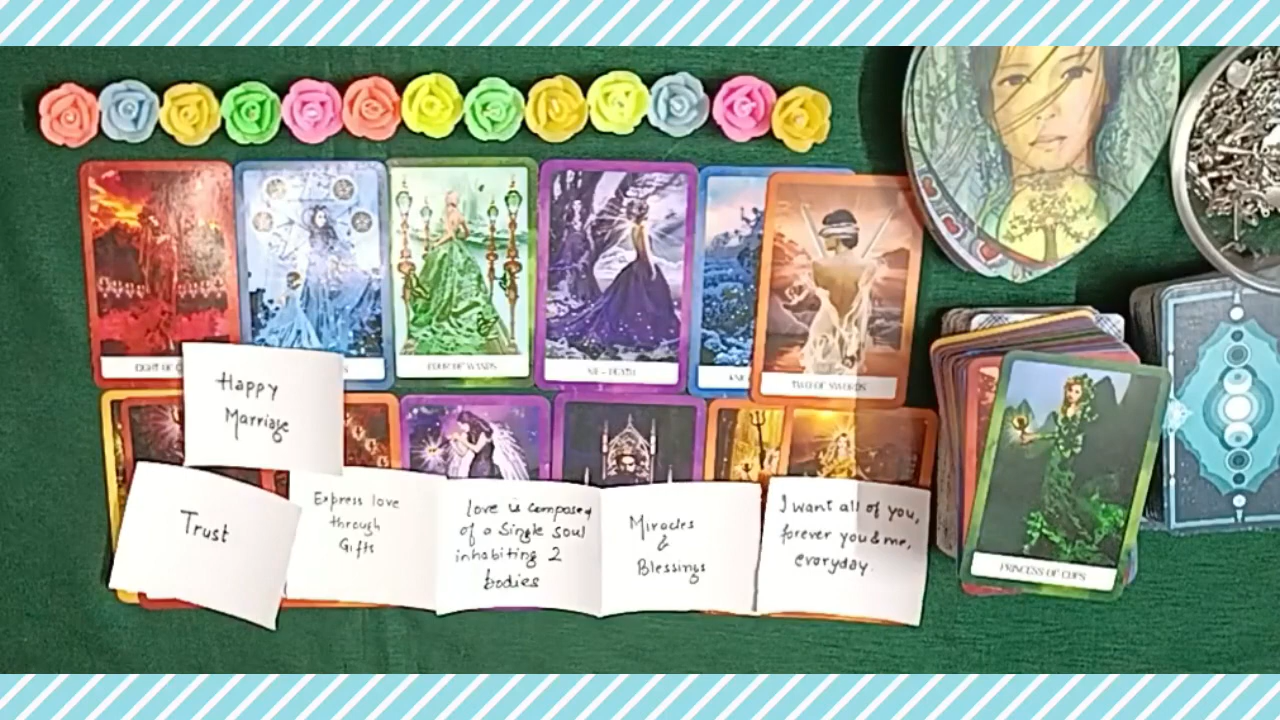 FOUR OF WANDS
XIII - DEATH
TWO OF SWORDS
Happy
Marriage
Trust
Express love
through
Gifts
Love is composed
of a Single soul
inhabiting 2
bodies
Miracles
&
Blessings
I want all of you,
forever you & me,
everyday.
PRINCESS OF CUPS